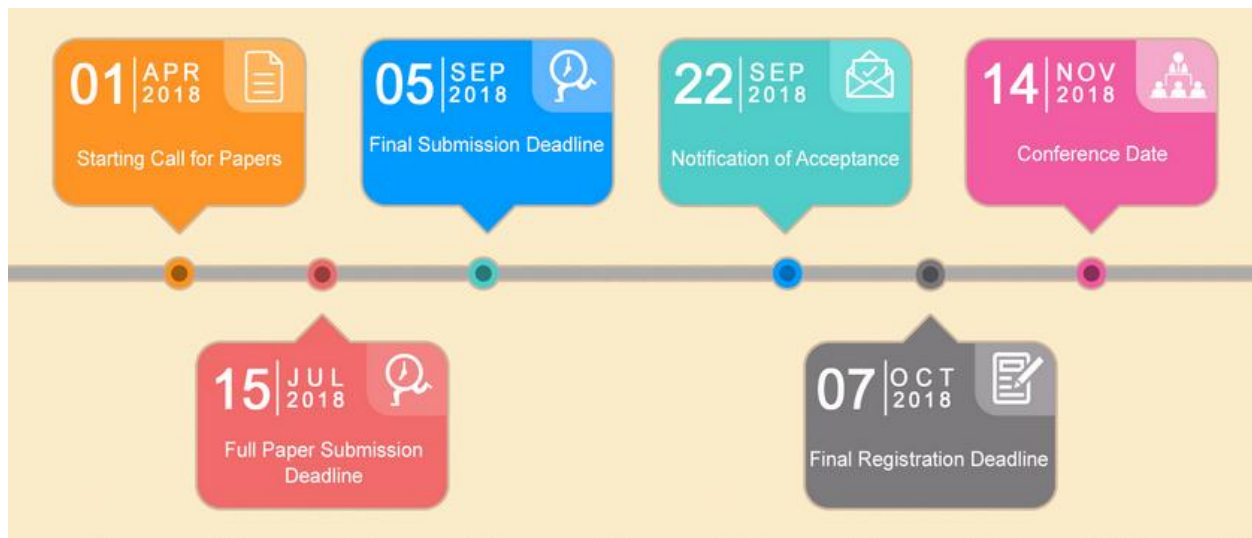 01 APR
2018
Starting Call for Papers
05 SEP
2018
Final Submission Deadline
22 SEP
2018
Notification of Acceptance
14 NOV
2018
Conference Date
15 JUL
2018
Full Paper Submission
Deadline
07 OCT
2018
Final Registration Deadline